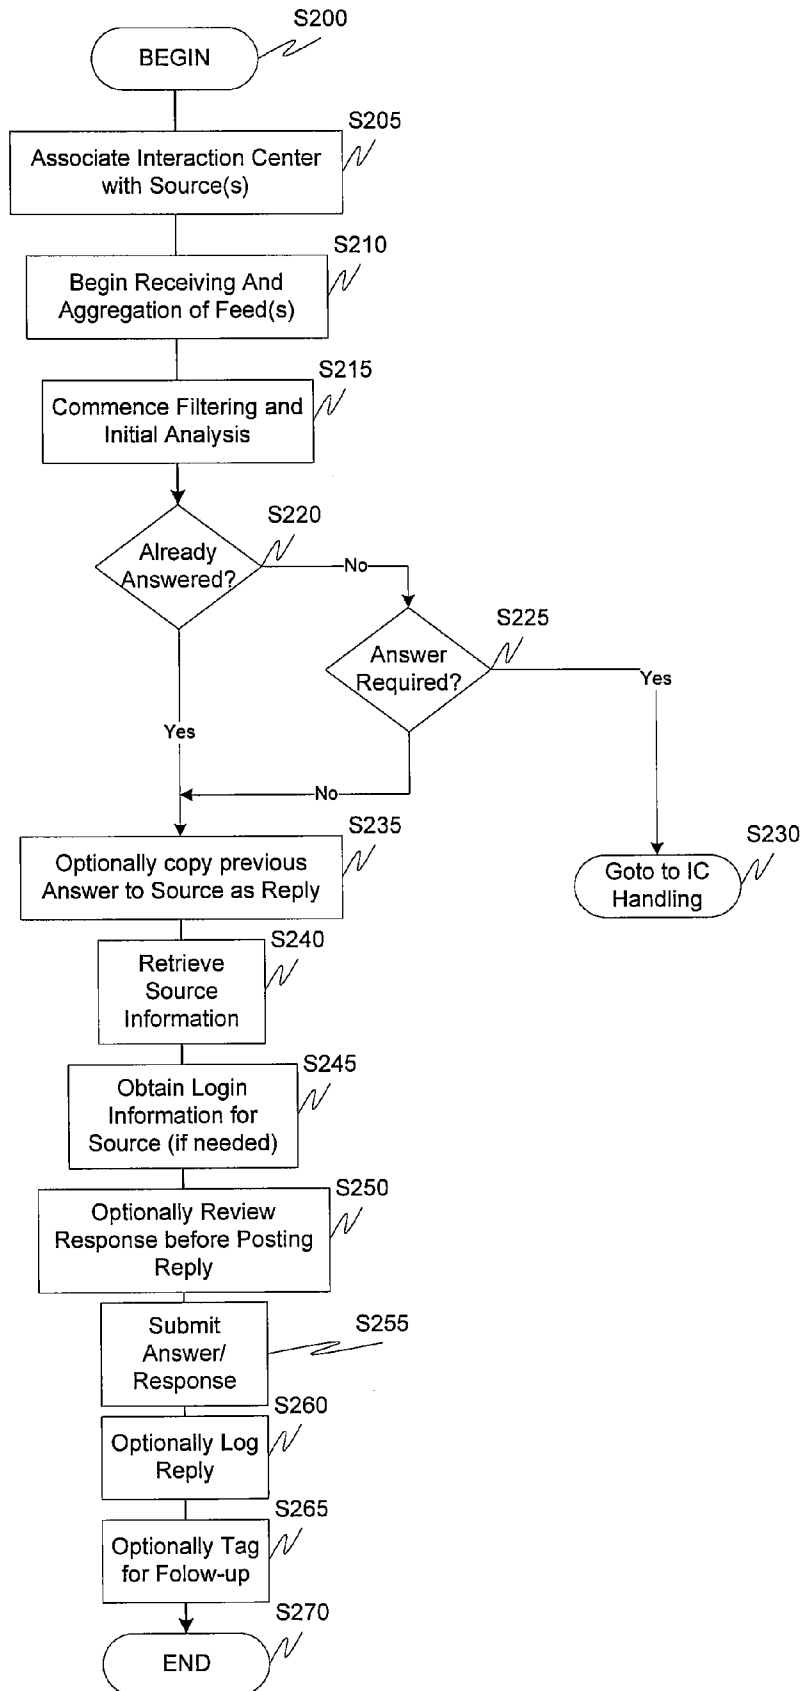 S200
BEGIN
S205
Associate Interaction Center
with Source(s)
S210
Begin Receiving And
Aggregation of Feed(s)
S215
Commence Filtering and
Initial Analysis
S220
Already
Answered?
No
S225
Answer
Required?
Yes
Yes
No
S235
Optionally copy previous
Answer to Source as Reply
S230
Goto to IC
Handling
S240
Retrieve
Source
Information
S245
Obtain Login
Information for
Source (if needed)
S250
Optionally Review
Response before Posting
Reply
S255
Submit
Answer/
Response
S260
Optionally Log
Reply
S265
Optionally Tag
for Folow-up
S270
END